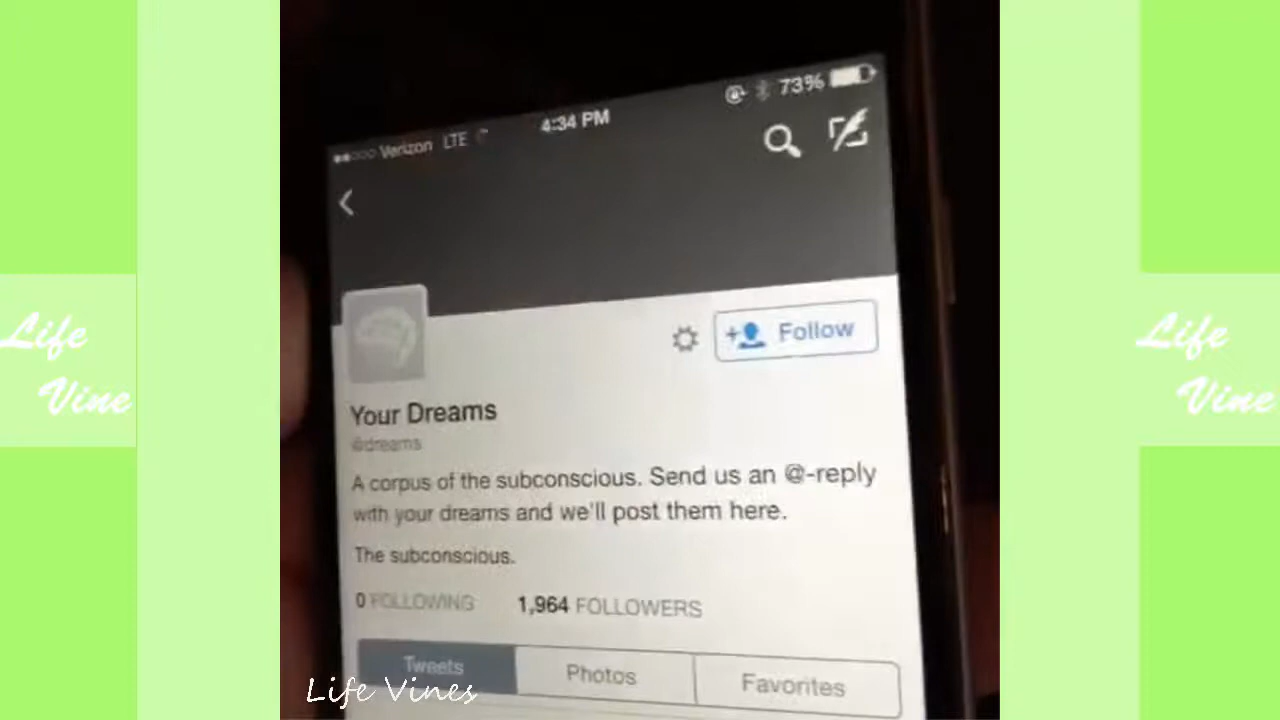 Verizon LTE 4:34 PM 73%
Follow
Your Dreams
@dreams
A corpus of the subconscious. Send us an @-reply
with your dreams and we'll post them here.
The subconscious.
0 FOLLOWING 1,964 FOLLOWERS
Tweets Photos Favorites
Life Vines
Life
Vine
Life
Vine